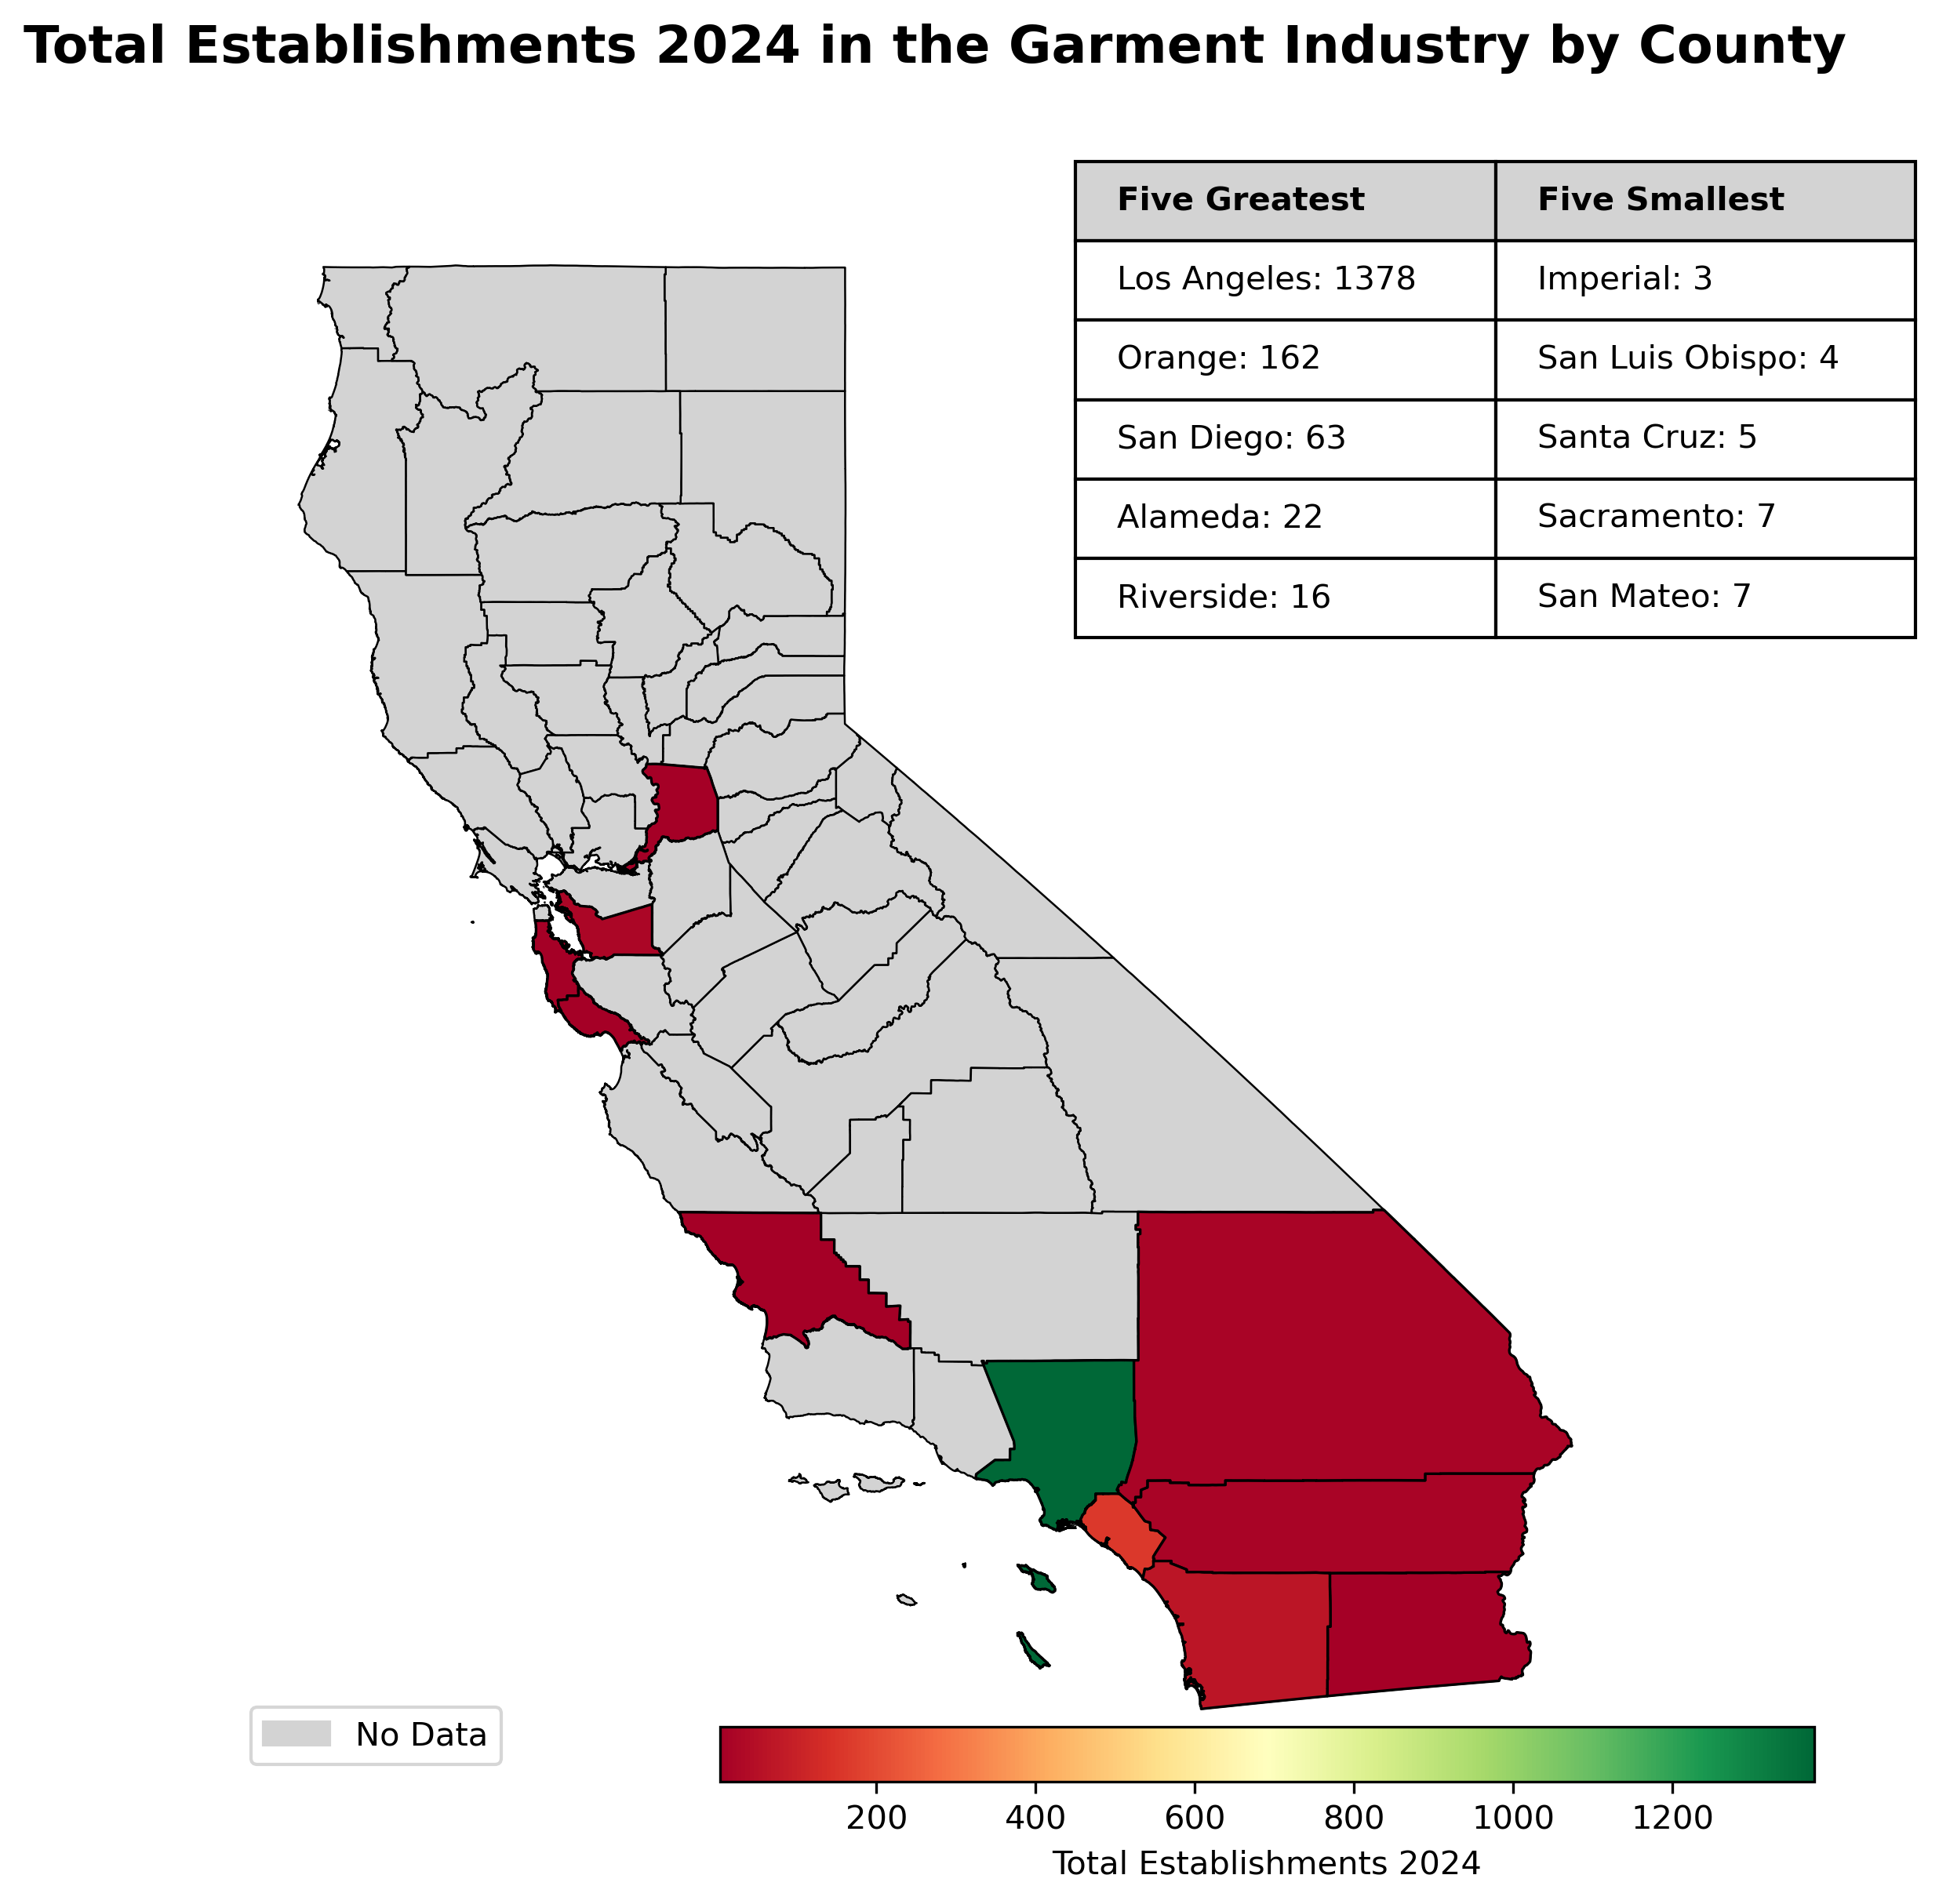 Total Establishments 2024 in the Garment Industry by County
Five Greatest Five Smallest
Los Angeles: 1378 Imperial: 3
Orange: 162 San Luis Obispo: 4
San Diego: 63 Santa Cruz: 5
Alameda: 22 Sacramento: 7
Riverside: 16 San Mateo: 7
No Data
200 400 600 800 1000 1200
Total Establishments 2024